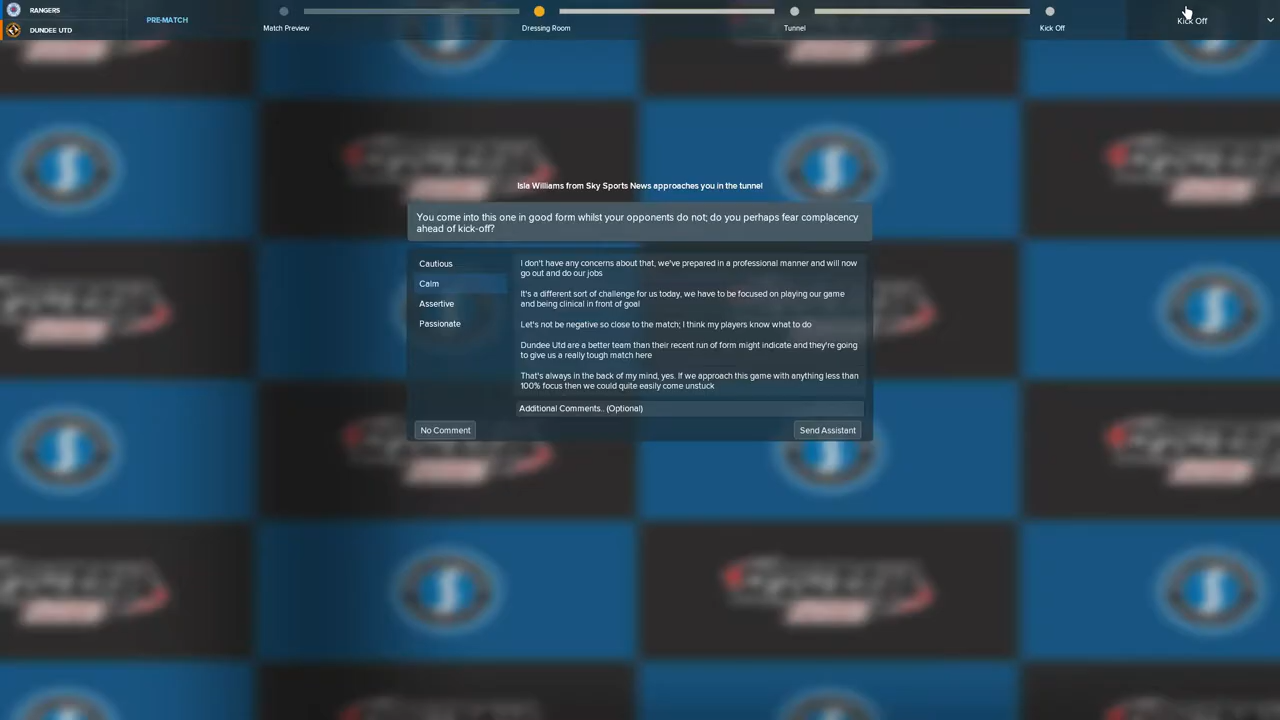 RANGERS
DUNDEE UTD
PRE-MATCH
Match Preview
Dressing Room
Tunnel
Kick Off
Kick Off
Isla Williams from Sky Sports News approaches you in the tunnel
You come into this one in good form whilst your opponents do not; do you perhaps fear complacency
ahead of kick-off?
Cautious
Calm
Assertive
Passionate
I don't have any concerns about that, we've prepared in a professional manner and will now
go out and do our jobs
It's a different sort of challenge for us today, we have to be focused on playing our game
and being clinical in front of goal
Let's not be negative so close to the match; I think my players know what to do
Dundee Utd are a better team than their recent run of form might indicate and they're going
to give us a really tough match here
That's always in the back of my mind, yes. If we approach this game with anything less than
100% focus then we could quite easily come unstuck
Additional Comments.. (Optional)
No Comment
Send Assistant